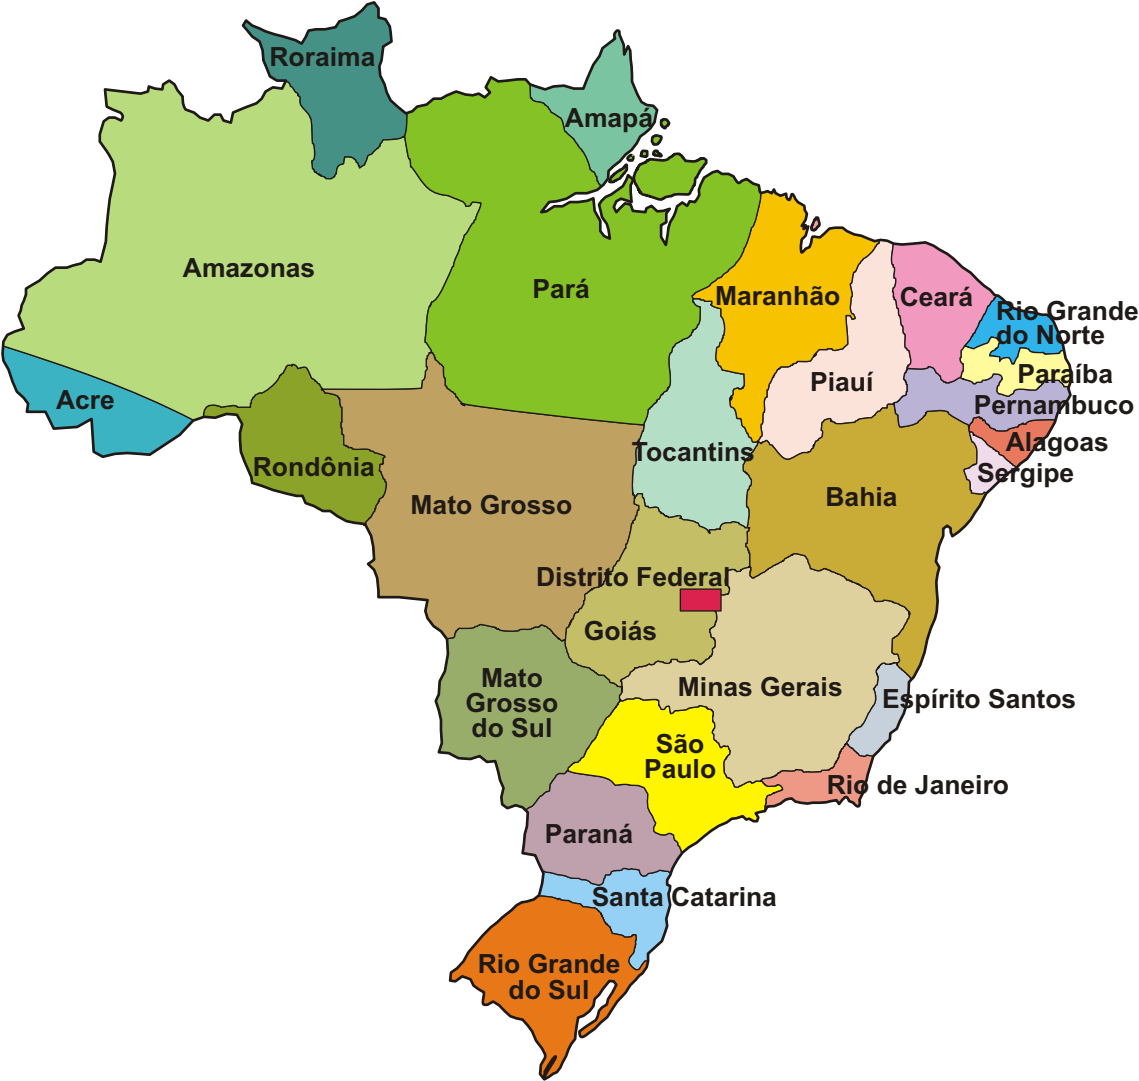 Roraima
Amapá
Amazonas
Pará
Maranhão
Ceará
Rio Grande
do Norte
Paraíba
Piauí
Acre
Pernambuco
Alagoas
Tocantins
Rondônia
Sergipe
Bahia
Mato Grosso
Distrito Federal
Goiás
Mato
Grosso
do Sul
Minas Gerais
Espírito Santos
São
Paulo
Rio de Janeiro
Paraná
Santa Catarina
Rio Grande
do Sul